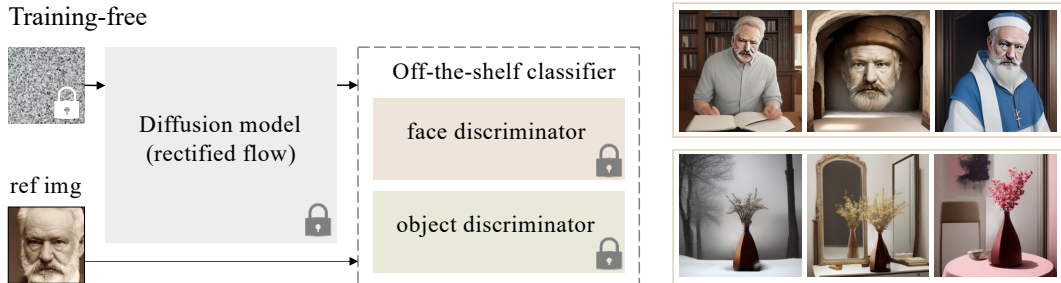 Training-free
Diffusion model
(rectified flow)
ref img
Off-the-shelf classifier
face discriminator
object discriminator